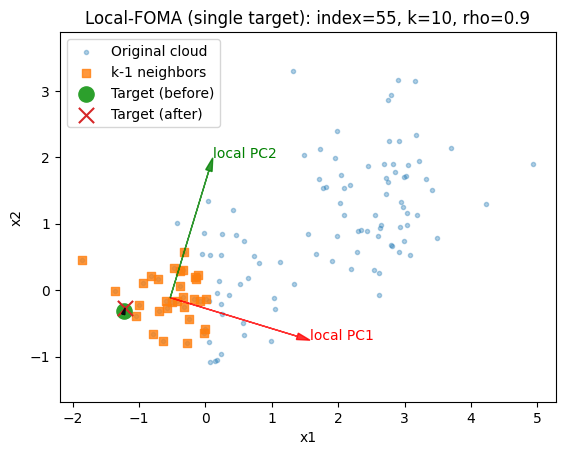 Local-FOMA (single target): index=55, k=10, rho=0.9
Original cloud
k-1 neighbors
Target (before)
Target (after)
local PC2
local PC1
3
2
1
0
−1
x2
−2 −1 0 1 2 3 4 5
x1